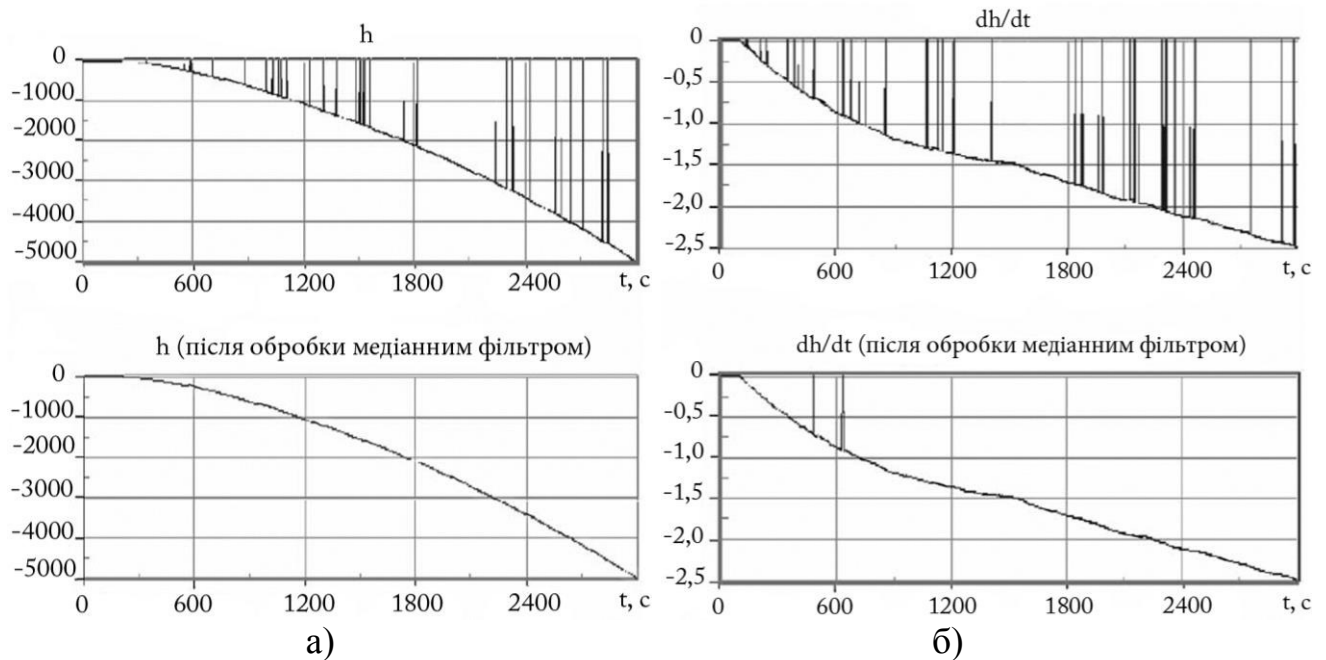 h
0
-1000
-2000
-3000
-4000
-5000
0 600 1200 1800 2400 t, c
dh/dt
0
-0,5
-1,0
-1,5
-2,0
-2,5
0 600 1200 1800 2400 t, c
h (після обробки медіанним фільтром)
0
-1000
-2000
-3000
-4000
-5000
0 600 1200 1800 2400 t, c
а)
dh/dt (після обробки медіанним фільтром)
0
-0,5
-1,0
-1,5
-2,0
-2,5
0 600 1200 1800 2400 t, c
б)